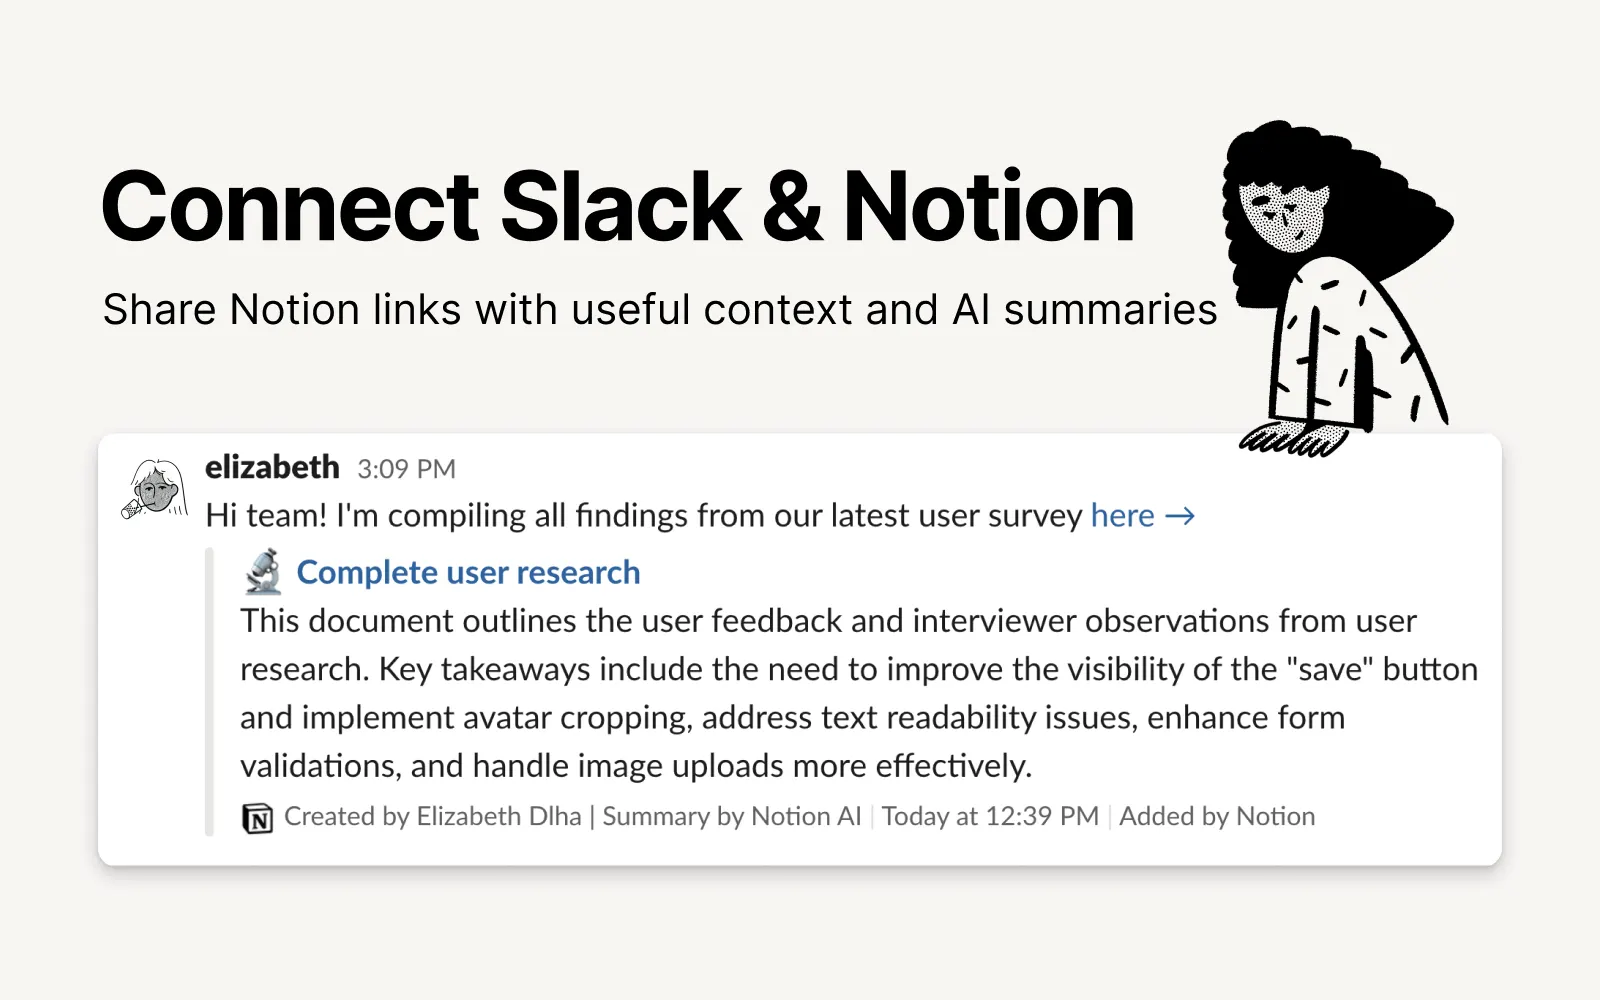 Connect Slack & Notion
Share Notion links with useful context and AI summaries
elizabeth 3:09 PM
Hi team! I'm compiling all findings from our latest user survey here →
Complete user research
This document outlines the user feedback and interviewer observations from user
research. Key takeaways include the need to improve the visibility of the "save" button
and implement avatar cropping, address text readability issues, enhance form
validations, and handle image uploads more effectively.
N Created by Elizabeth Dlha | Summary by Notion AI | Today at 12:39 PM | Added by Notion